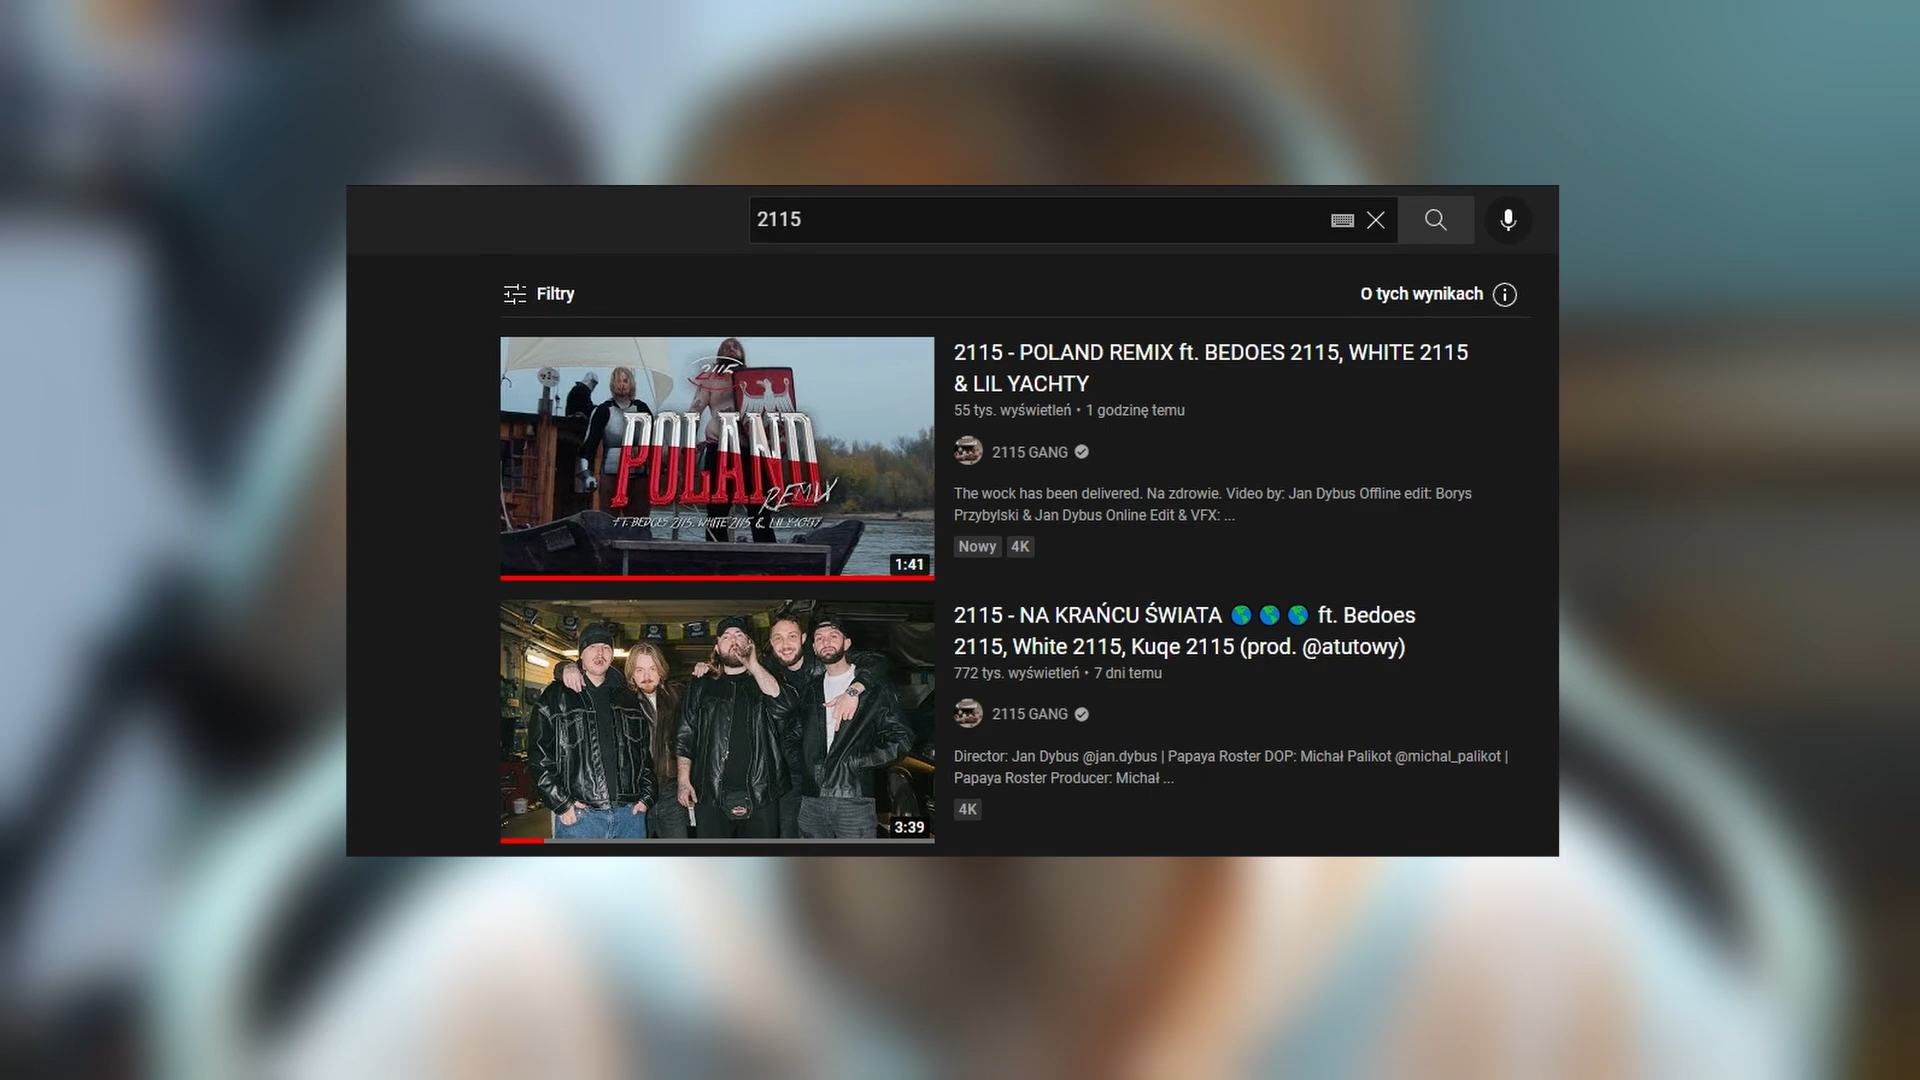 2115
Filtry
O tych wynikach
2115
POLAND
REMIX
FT. BEDOES 2115, WHITE 2115 & LIL YACHTY
1:41
2115 - POLAND REMIX ft. BEDOES 2115, WHITE 2115
& LIL YACHTY
55 tys. wyświetleń • 1 godzinę temu
2115 GANG
The wock has been delivered. Na zdrowie. Video by: Jan Dybus Offline edit: Borys
Przybylski & Jan Dybus Online Edit & VFX: ...
Nowy 4K
3:39
2115 - NA KRAŃCU ŚWIATA 🌎🌎🌎 ft. Bedoes
2115, White 2115, Kuqe 2115 (prod. @atutowy)
772 tys. wyświetleń • 7 dni temu
2115 GANG
Director: Jan Dybus @jan.dybus | Papaya Roster DOP: Michał Palikot @michal_palikot |
Papaya Roster Producer: Michał ...
4K